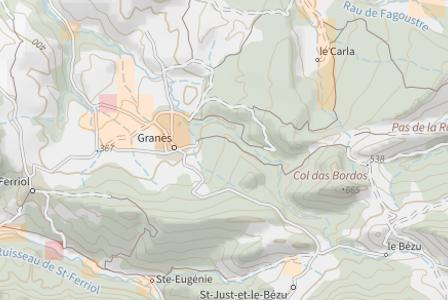 Rau de Fagoustre
400
le Carla
Pas de la R
Granès
367
538
Col das Bordos
665
Ferriol
le Bézu
Ruisseau de St-Ferriol
Ste-Eugénie
St-Just-et-le-Bézu